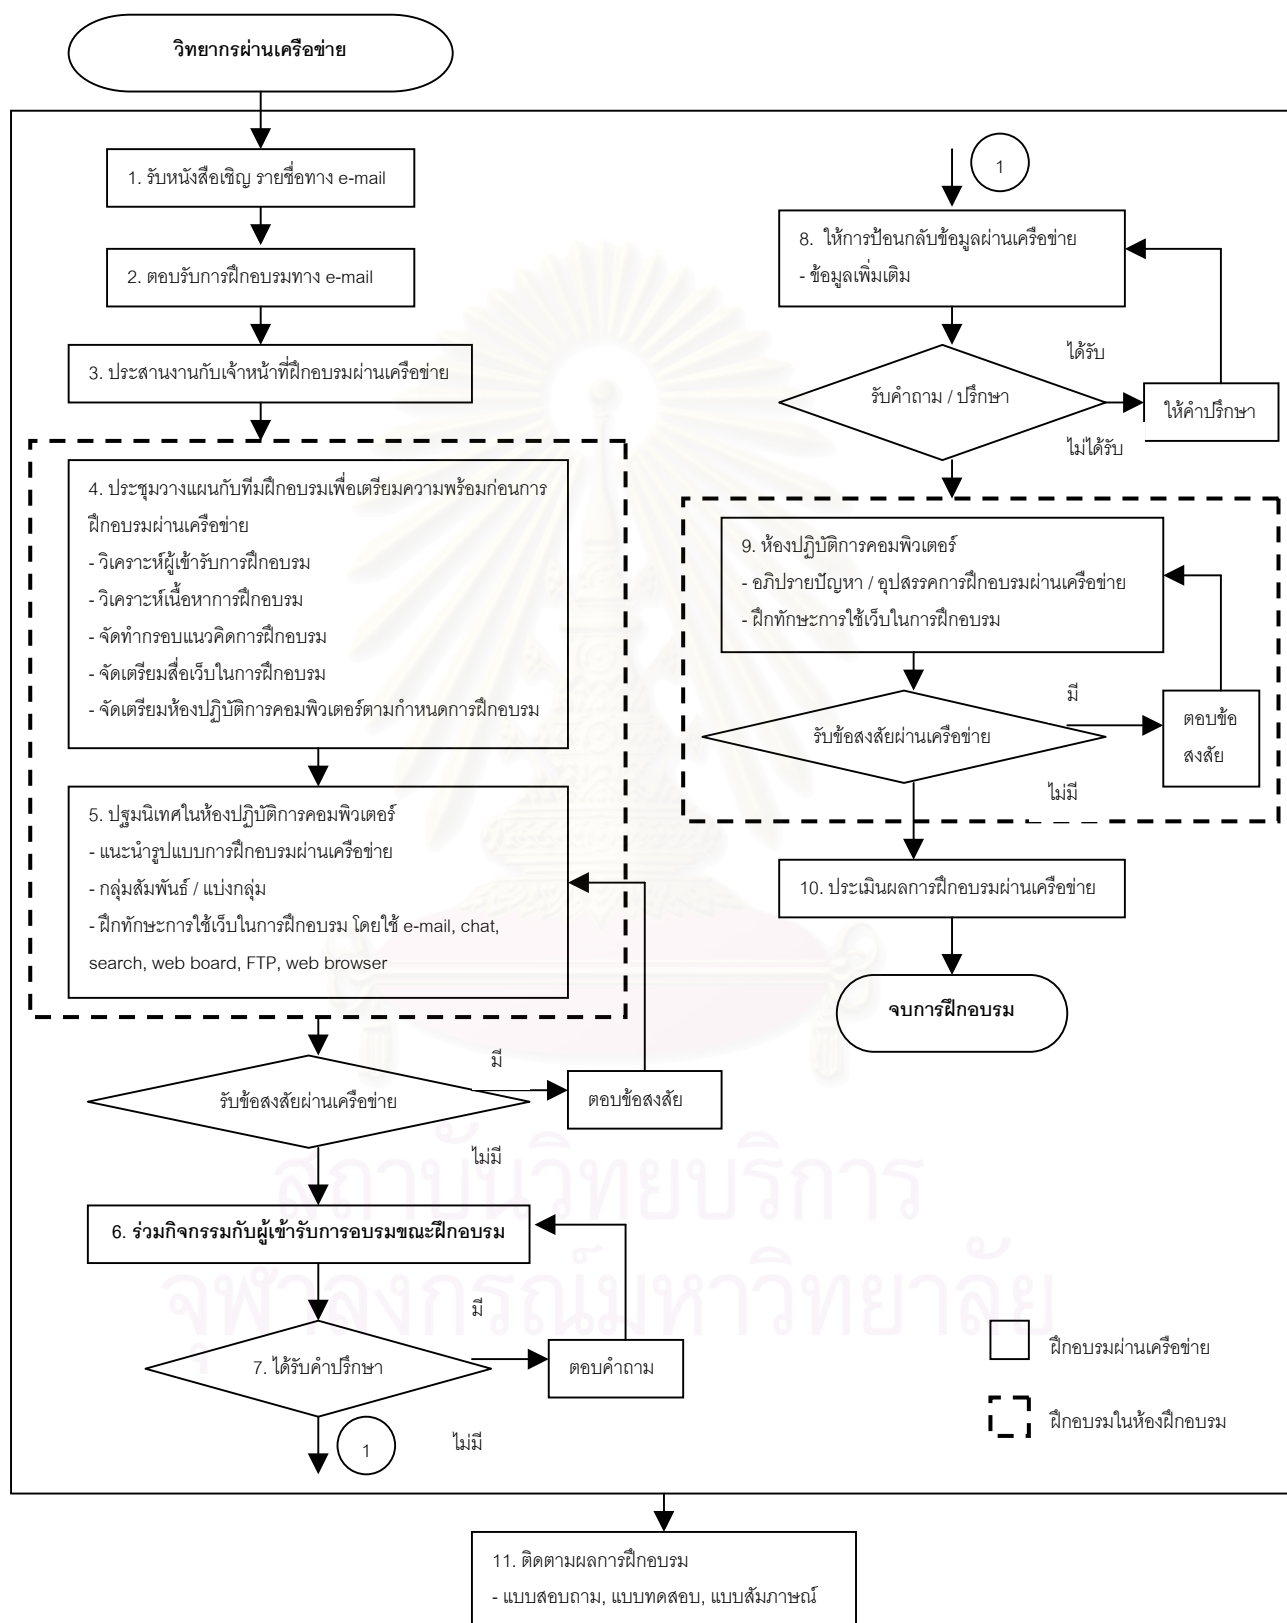 วิทยากรผ่านเครือข่าย
1. รับหนังสือเชิญ รายชื่อทาง e-mail
2. ตอบรับการฝึกอบรมทาง e-mail
3. ประสานงานกับเจ้าหน้าที่ฝึกอบรมผ่านเครือข่าย
4. ประชุมวางแผนกับทีมฝึกอบรมเพื่อเตรียมความพร้อมก่อนการ
ฝึกอบรมผ่านเครือข่าย
- วิเคราะห์ผู้เข้ารับการฝึกอบรม
- วิเคราะห์เนื้อหาการฝึกอบรม
- จัดทำกรอบแนวคิดการฝึกอบรม
- จัดเตรียมสื่อเว็บในการฝึกอบรม
- จัดเตรียมห้องปฏิบัติการคอมพิวเตอร์ตามกำหนดการฝึกอบรม
5. ปฐมนิเทศในห้องปฏิบัติการคอมพิวเตอร์
- แนะนำรูปแบบการฝึกอบรมผ่านเครือข่าย
- กลุ่มสัมพันธ์ / แบ่งกลุ่ม
- ฝึกทักษะการใช้เว็บในการฝึกอบรม โดยใช้ e-mail, chat,
search, web board, FTP, web browser
มี
รับข้อสงสัยผ่านเครือข่าย
ตอบข้อสงสัย
ไม่มี
6. ร่วมกิจกรรมกับผู้เข้ารับการอบรมขณะฝึกอบรม
มี
7. ได้รับคำปรึกษา
ตอบคำถาม
ไม่มี
1
1
8. ให้การป้อนกลับข้อมูลผ่านเครือข่าย
- ข้อมูลเพิ่มเติม
ได้รับ
รับคำถาม / ปรึกษา
ให้คำปรึกษา
ไม่ได้รับ
9. ห้องปฏิบัติการคอมพิวเตอร์
- อภิปรายปัญหา / อุปสรรคการฝึกอบรมผ่านเครือข่าย
- ฝึกทักษะการใช้เว็บในการฝึกอบรม
มี
รับข้อสงสัยผ่านเครือข่าย
ตอบข้อ
สงสัย
ไม่มี
10. ประเมินผลการฝึกอบรมผ่านเครือข่าย
จบการฝึกอบรม
ฝึกอบรมผ่านเครือข่าย
ฝึกอบรมในห้องฝึกอบรม
11. ติดตามผลการฝึกอบรม
- แบบสอบถาม, แบบทดสอบ, แบบสัมภาษณ์
สถาบันวิทยบริการ
จุฬาลงกรณ์มหาวิทยาลัย